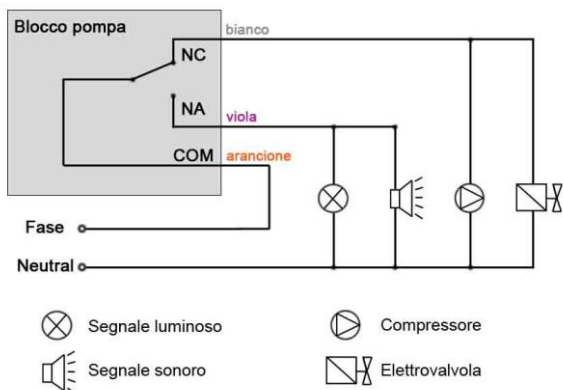 Blocco pompa
bianco
NC
NA
viola
COM
arancione
Fase
Neutral
Segnale luminoso
Compressore
Segnale sonoro
Elettrovalvola